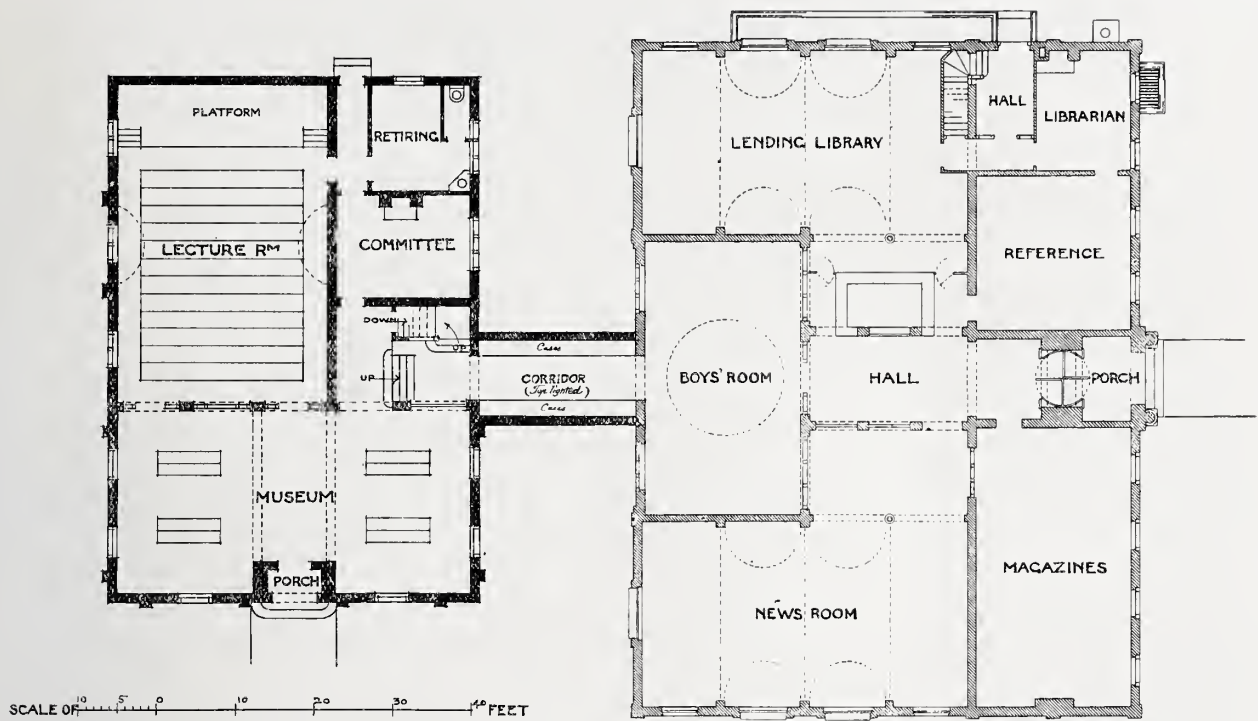 PLATFORM
RETIRING
LECTURE RM
COMMITTEE
DOWN
UP
UP
Cases
CORRIDOR
(Top lighted)
Cases
MUSEUM
PORCH
LENDING LIBRARY
HALL
LIBRARIAN
REFERENCE
BOYS' ROOM
HALL
PORCH
NEWS ROOM
MAGAZINES
SCALE OF 10 5 0 10 20 30 40 FEET